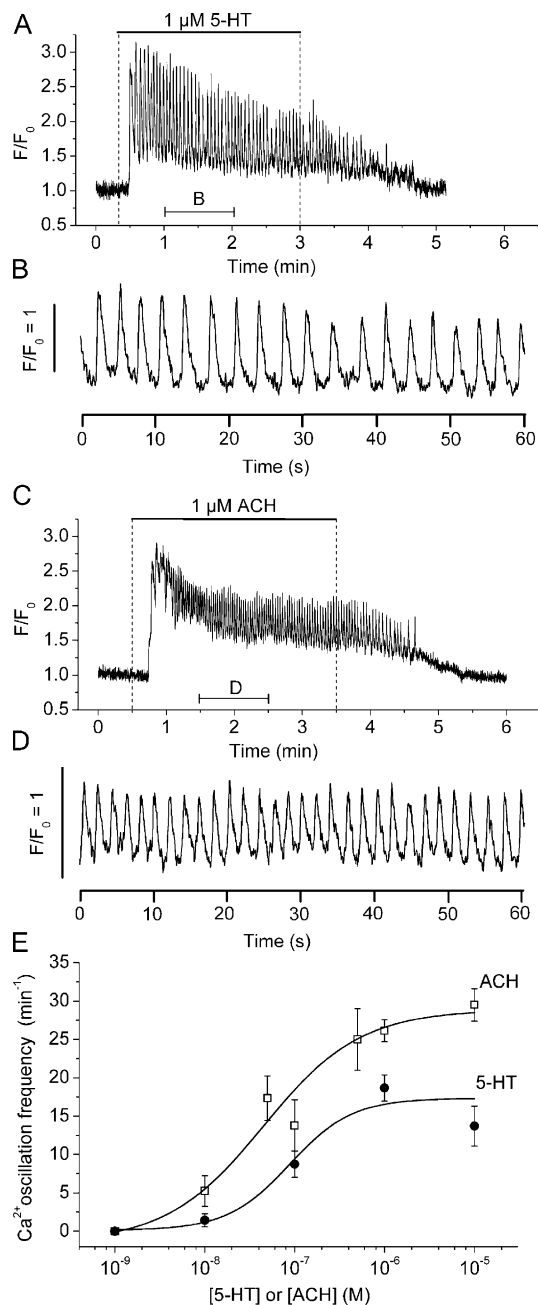 A
1 µM 5-HT
3.0
2.5
2.0
1.5
1.0
0.5
F/F0
B
0 1 2 3 4 5 6
Time (min)
B
F/F0 = 1
0 10 20 30 40 50 60
Time (s)
C
1 µM ACH
3.0
2.5
2.0
1.5
1.0
0.5
F/F0
D
0 1 2 3 4 5 6
Time (min)
D
F/F0 = 1
0 10 20 30 40 50 60
Time (s)
E
35
30
25
20
15
10
5
0
Ca2+ oscillation frequency (min-1)
ACH
5-HT
10-9 10-8 10-7 10-6 10-5
[5-HT] or [ACH] (M)